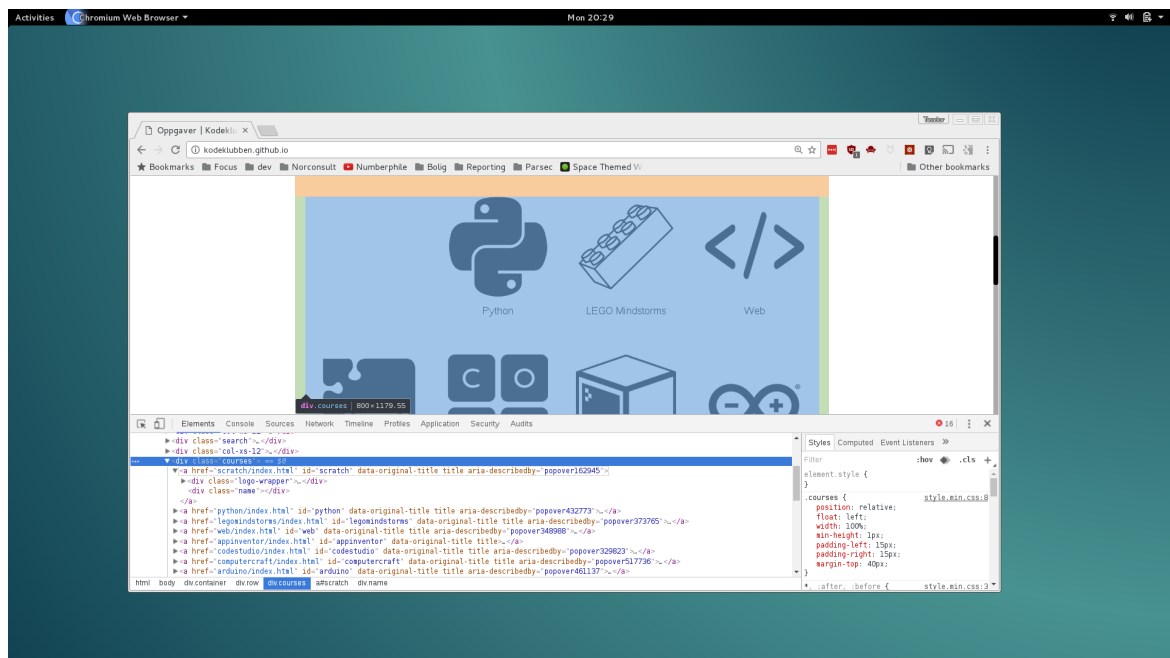 Activities Chromium Web Browser Mon 20:29
Oppgaver | Kodeklu
kodeklubben.github.io
Bookmarks Focus dev Norconsult Numberphile Bolig Reporting Parsec Space Themed W Other bookmarks
Python LEGO Mindstorms Web
C O
div.courses | 800×1179.55
Elements Console Sources Network Timeline Profiles Application Security Audits 16
▶<div class="search">…</div>
▶<div class="col-xs-12">…</div>
▼<div class="courses"> == $0
▼<a href="scratch/index.html" id="scratch" data-original-title title aria-describedby="popover162945">
▶<div class="logo-wrapper">…</div>
<div class="name"></div>
</a>
▶<a href="python/index.html" id="python" data-original-title title aria-describedby="popover432773">…</a>
▶<a href="legomindstorms/index.html" id="legomindstorms" data-original-title title aria-describedby="popover373765">…</a>
▶<a href="web/index.html" id="web" data-original-title title aria-describedby="popover348988">…</a>
▶<a href="appinventor/index.html" id="appinventor" data-original-title title>…</a>
▶<a href="codestudio/index.html" id="codestudio" data-original-title title aria-describedby="popover329823">…</a>
▶<a href="computercraft/index.html" id="computercraft" data-original-title title aria-describedby="popover517736">…</a>
▶<a href="arduino/index.html" id="arduino" data-original-title title aria-describedby="popover461137">…</a>
html body div.container div.row div.courses a#scratch div.name
Styles Computed Event Listeners
Filter :hov .cls +
element.style {
}
.courses { style.min.css:8
position: relative;
float: left;
width: 100%;
min-height: 1px;
padding-left: 15px;
padding-right: 15px;
margin-top: 40px;
}
*, :after, :before { style.min.css:3